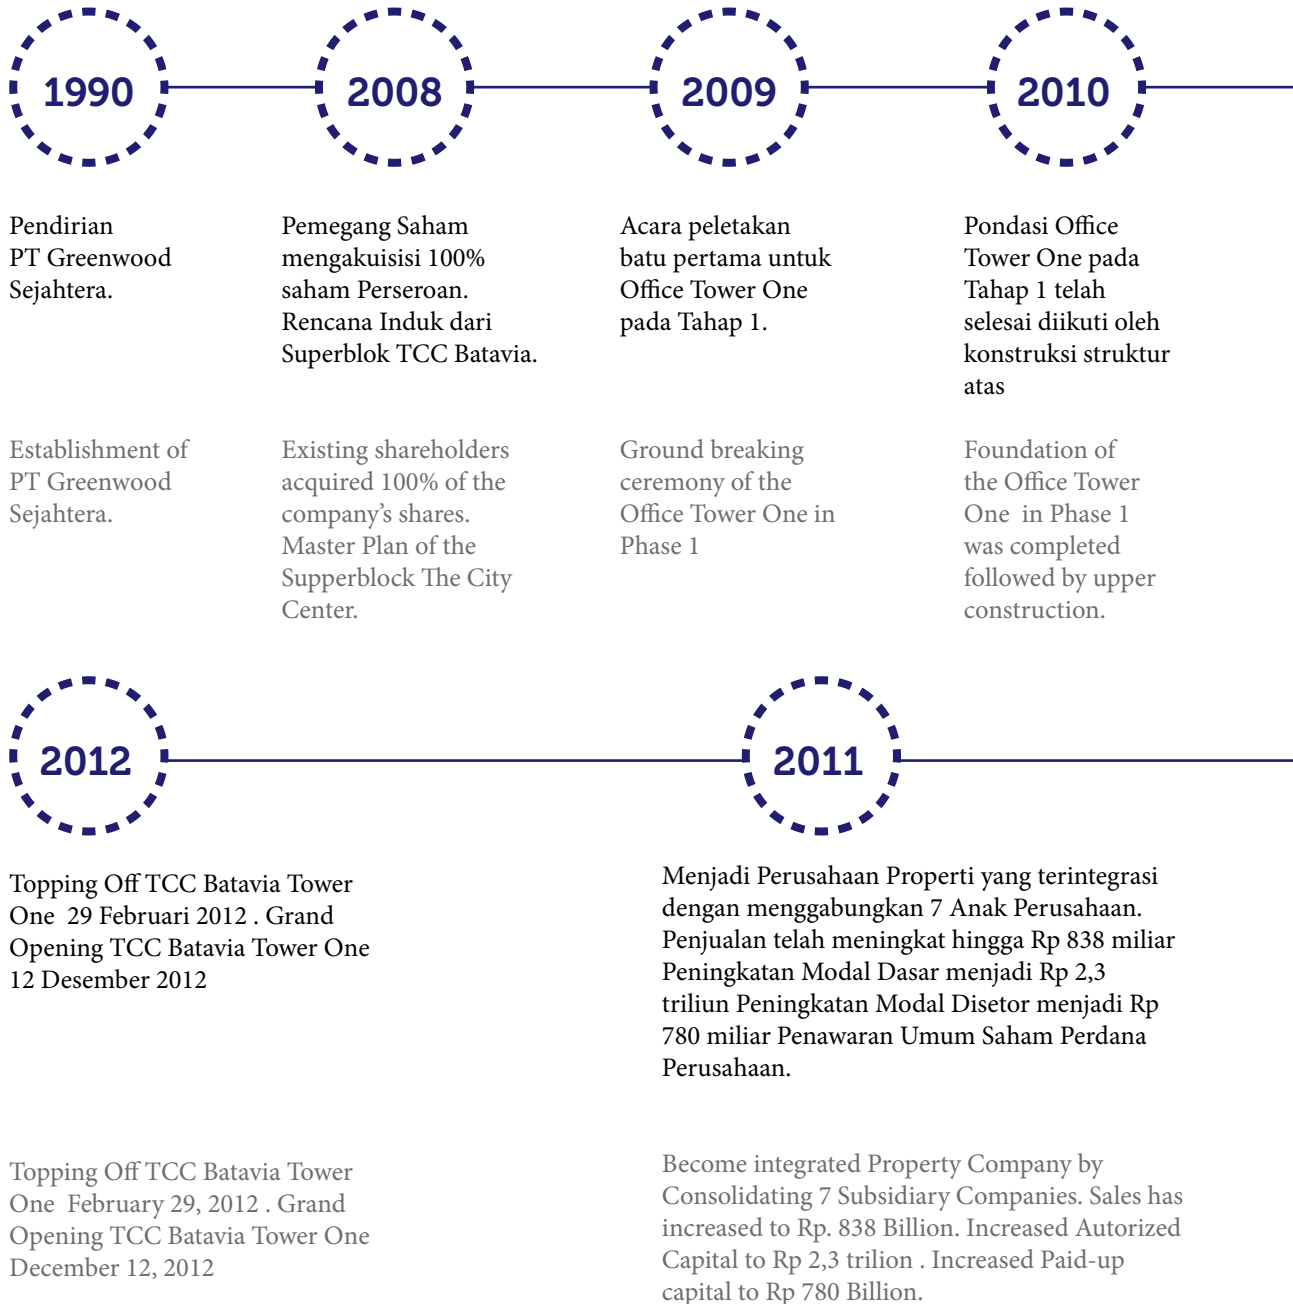 1990
2008
2009
2010
Pendirian
PT Greenwood
Sejahtera.
Pemegang Saham
mengakuisisi 100%
saham Perseroan.
Rencana Induk dari
Superblok TCC Batavia.
Acara peletakan
batu pertama untuk
Office Tower One
pada Tahap 1.
Pondasi Office
Tower One pada
Tahap 1 telah
selesai diikuti oleh
konstruksi struktur
atas
Establishment of
PT Greenwood
Sejahtera.
Existing shareholders
acquired 100% of the
company’s shares.
Master Plan of the
Supperblock The City
Center.
Ground breaking
ceremony of the
Office Tower One in
Phase 1
Foundation of
the Office Tower
One  in Phase 1
was completed
followed by upper
construction.
2012
2011
Topping Off TCC Batavia Tower
One  29 Februari 2012 . Grand
Opening TCC Batavia Tower One
12 Desember 2012
Menjadi Perusahaan Properti yang terintegrasi
dengan menggabungkan 7 Anak Perusahaan.
Penjualan telah meningkat hingga Rp 838 miliar
Peningkatan Modal Dasar menjadi Rp 2,3
triliun Peningkatan Modal Disetor menjadi Rp
780 miliar Penawaran Umum Saham Perdana
Perusahaan.
Topping Off TCC Batavia Tower
One  February 29, 2012 . Grand
Opening TCC Batavia Tower One
December 12, 2012
Become integrated Property Company by
Consolidating 7 Subsidiary Companies. Sales has
increased to Rp. 838 Billion. Increased Autorized
Capital to Rp 2,3 trilion . Increased Paid-up
capital to Rp 780 Billion.